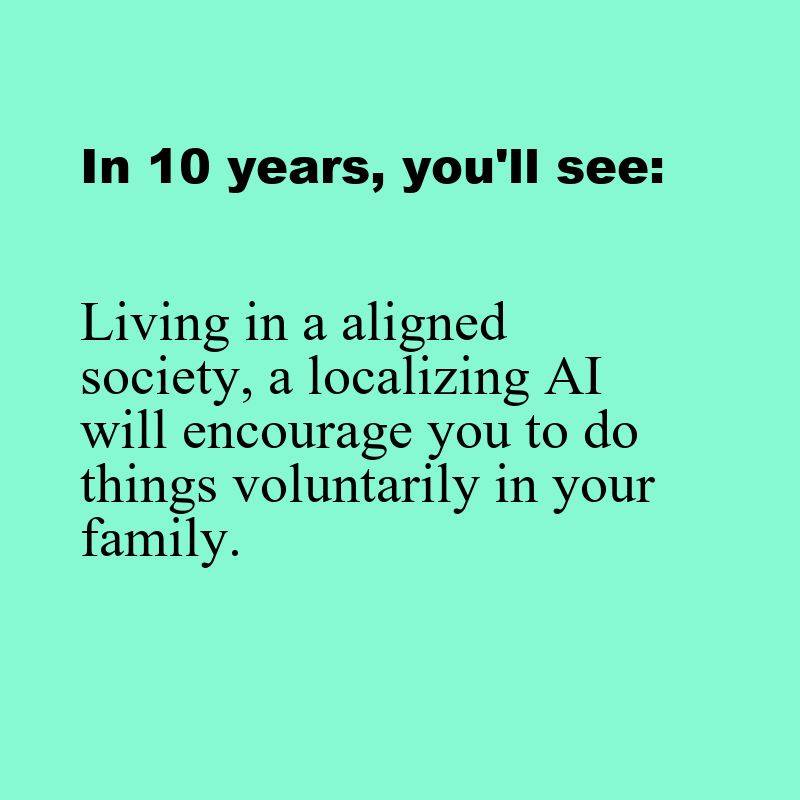 In 10 years, you'll see:
Living in a aligned
society, a localizing AI
will encourage you to do
things voluntarily in your
family.